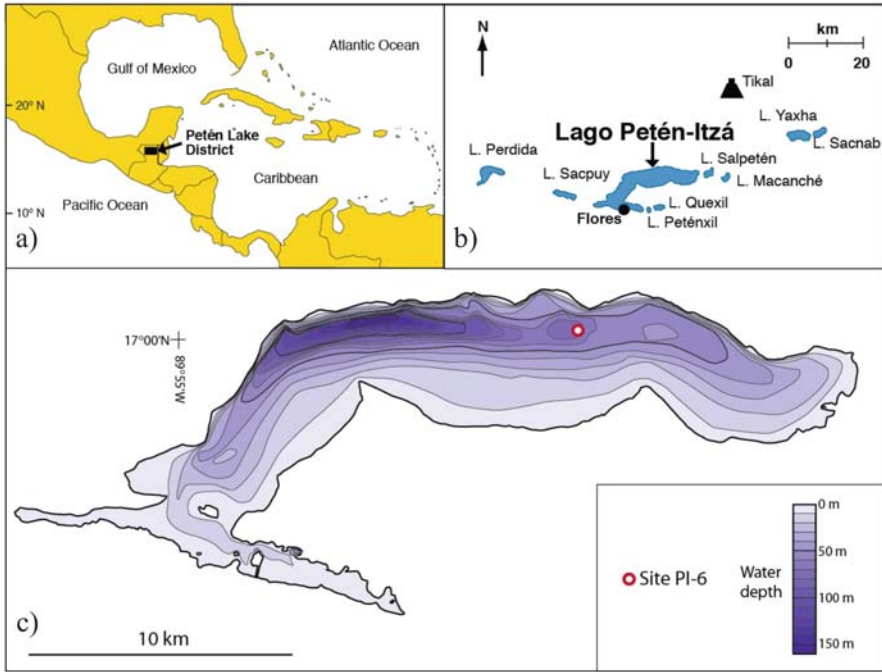 Gulf of Mexico
Atlantic Ocean
20° N
Petén Lake
District
Caribbean
Pacific Ocean
10° N
a)
N
km
0 20
Tikal
L. Yaxha
L. Sacnab
Lago Petén-Itzá
L. Perdida
L. Salpetén
L. Sacpuy
L. Macanché
L. Quexil
Flores
L. Peténxil
b)
17°00'N
89°55'W
0 m
50 m
Site PI-6
Water
depth
100 m
150 m
c)
10 km